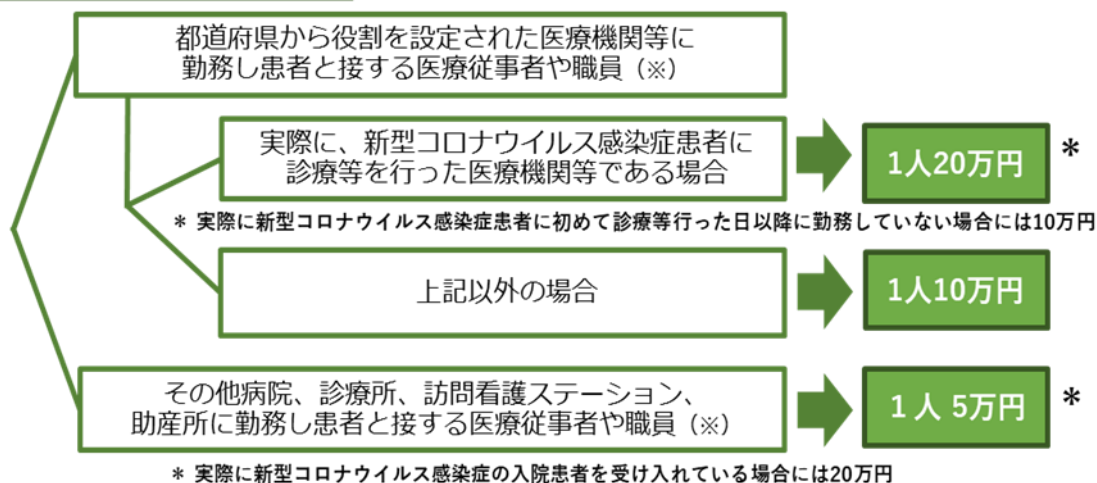 都道府県から役割を設定された医療機関等に
勤務し患者と接する医療従事者や職員（※）
実際に、新型コロナウイルス感染症患者に
診療等を行った医療機関等である場合
1人20万円 *
* 実際に新型コロナウイルス感染症患者に初めて診療等行った日以降に勤務していない場合には10万円
上記以外の場合
1人10万円
その他病院、診療所、訪問看護ステーション、
助産所に勤務し患者と接する医療従事者や職員（※）
1人 5万円 *
* 実際に新型コロナウイルス感染症の入院患者を受け入れている場合には20万円